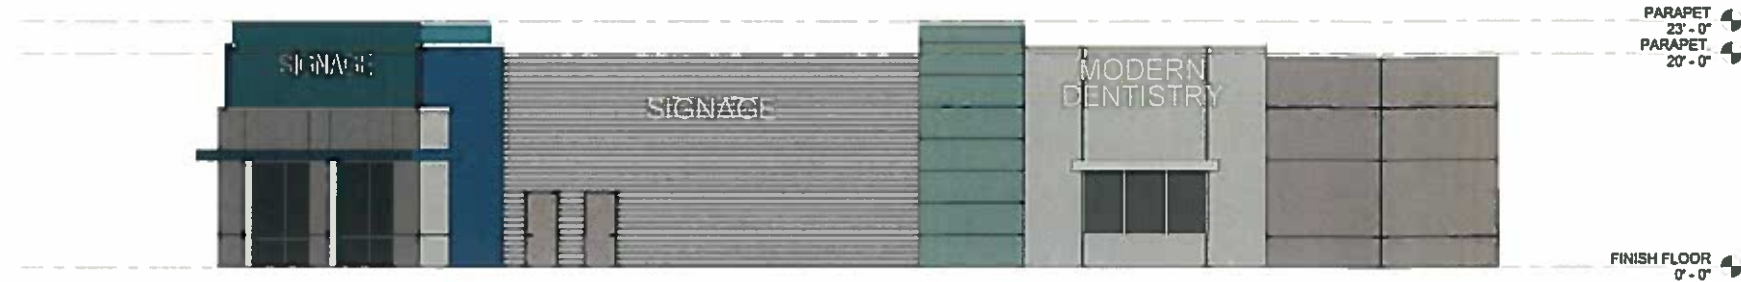 PARAPET
23' - 0"
PARAPET.
20' - 0"
SIGNAGE
MODERN
DENTISTRY
SIGNAGE
FINISH FLOOR
0' - 0"